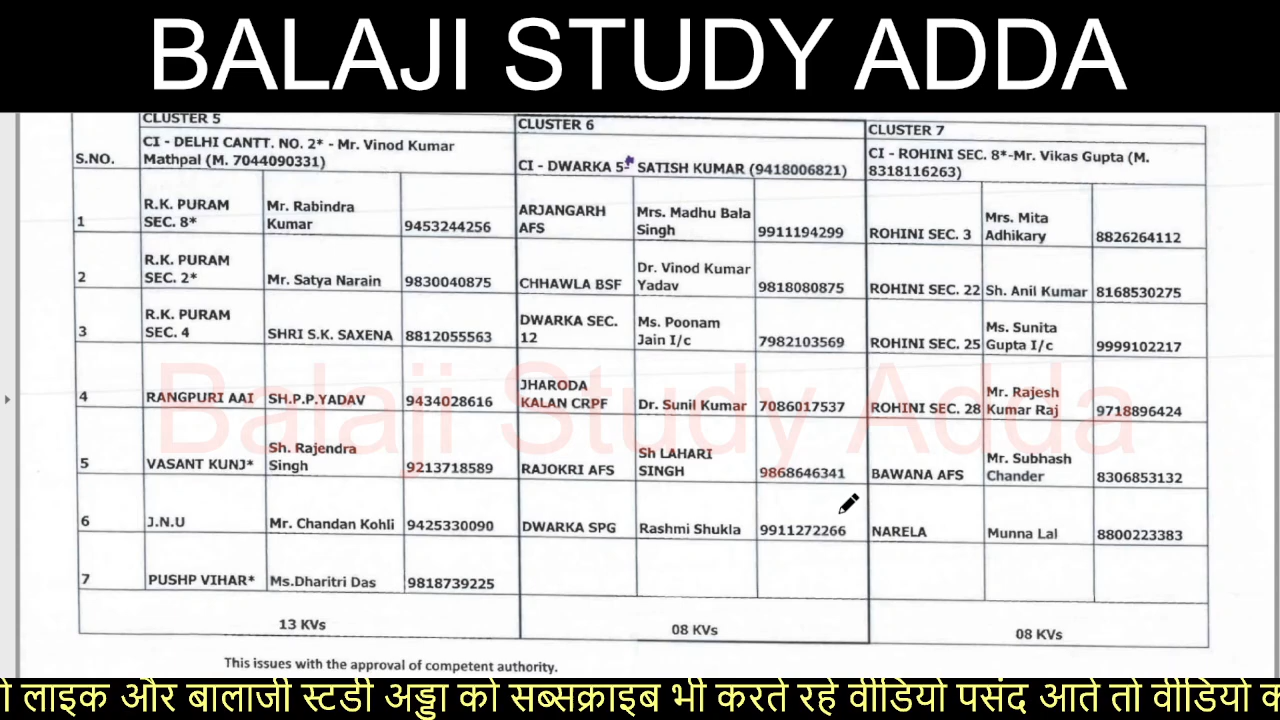 BALAJI STUDY ADDA
CLUSTER 5 CLUSTER 6 CLUSTER 7
S.NO. CI - DELHI CANTT. NO. 2* - Mr. Vinod Kumar
Mathpal (M. 7044090331)
CI - DWARKA 5* SATISH KUMAR (9418006821)
CI - ROHINI SEC. 8*-Mr. Vikas Gupta (M.
8318116263)
1 R.K. PURAM
SEC. 8* Mr. Rabindra
Kumar 9453244256 ARJANGARH
AFS Mrs. Madhu Bala
Singh 9911194299 ROHINI SEC. 3 Mrs. Mita
Adhikary 8826264112
2 R.K. PURAM
SEC. 2* Mr. Satya Narain 9830040875 CHHAWLA BSF Dr. Vinod Kumar
Yadav 9818080875 ROHINI SEC. 22 Sh. Anil Kumar 8168530275
3 R.K. PURAM
SEC. 4 SHRI S.K. SAXENA 8812055563 DWARKA SEC.
12 Ms. Poonam
Jain I/c 7982103569 ROHINI SEC. 25 Ms. Sunita
Gupta I/c 9999102217
4 RANGPURI AAI SH.P.P.YADAV 9434028616 JHARODA
KALAN CRPF Dr. Sunil Kumar 7086017537 ROHINI SEC. 28 Mr. Rajesh
Kumar Raj 9718896424
5 VASANT KUNJ* Sh. Rajendra
Singh 9213718589 RAJOKRI AFS Sh LAHARI
SINGH 9868646341 BAWANA AFS Mr. Subhash
Chander 8306853132
6 J.N.U Mr. Chandan Kohli 9425330090 DWARKA SPG Rashmi Shukla 9911272266 NARELA Munna Lal 8800223383
7 PUSHP VIHAR* Ms.Dharitri Das 9818739225
13 KVs 08 KVs 08 KVs
Balaji Study Adda
This issues with the approval of competent authority.
लाइक और बालाजी स्टडी अड्डा को सब्सक्राइब भी करते रहे वीडियो पसंद आते तो वीडियो